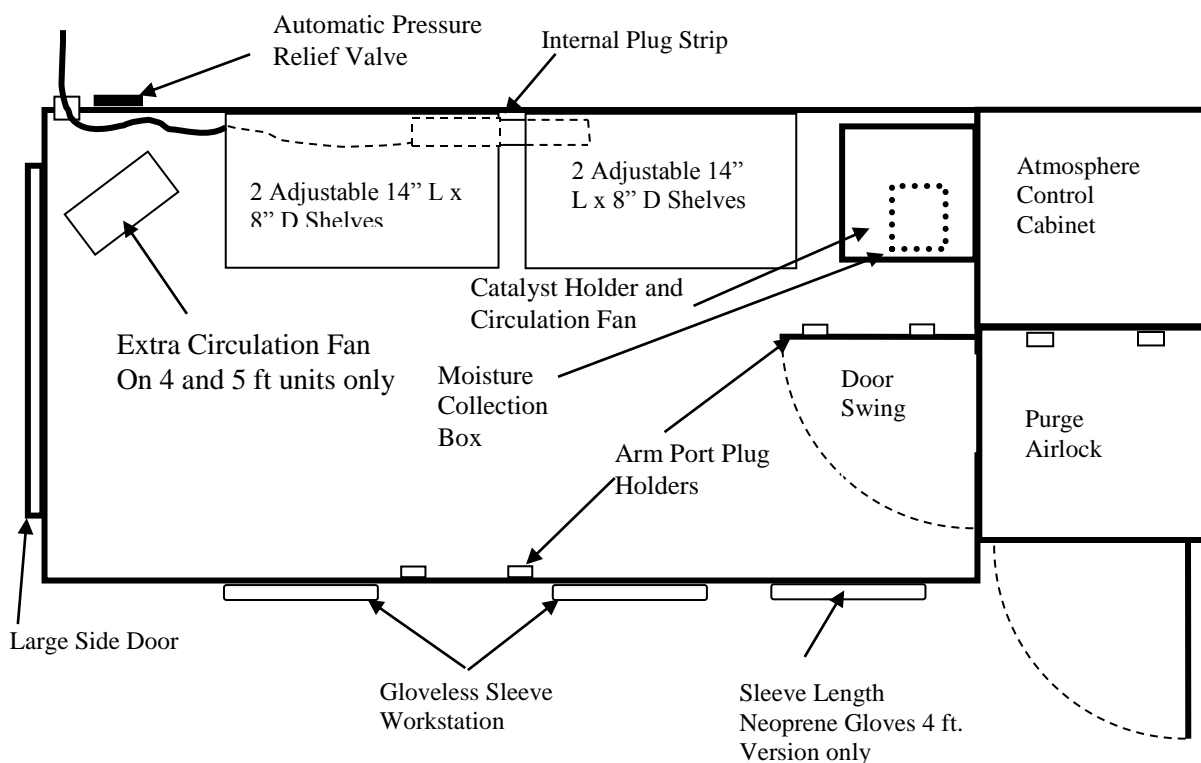 Automatic Pressure
Relief Valve
Internal Plug Strip
2 Adjustable 14” L x
8” D Shelves
2 Adjustable 14”
L x 8” D Shelves
Atmosphere
Control
Cabinet
Catalyst Holder and
Circulation Fan
Extra Circulation Fan
On 4 and 5 ft units only
Moisture
Collection
Box
Door
Swing
Purge
Airlock
Arm Port Plug
Holders
Large Side Door
Gloveless Sleeve
Workstation
Sleeve Length
Neoprene Gloves 4 ft.
Version only